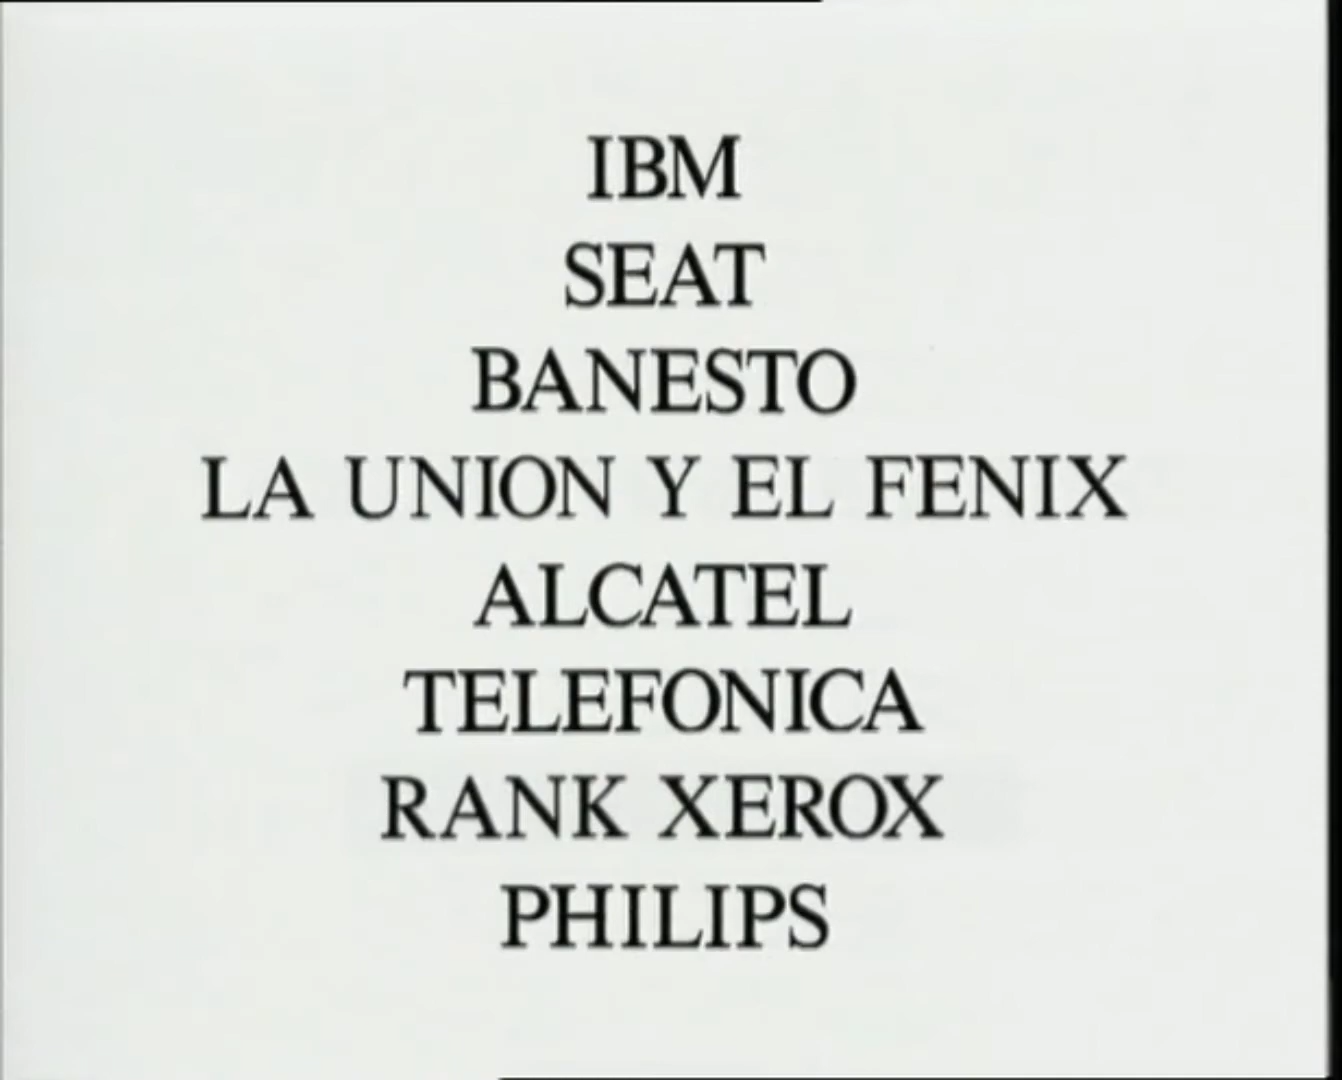 IBM
SEAT
BANESTO
LA UNION Y EL FENIX
ALCATEL
TELEFONICA
RANK XEROX
PHILIPS